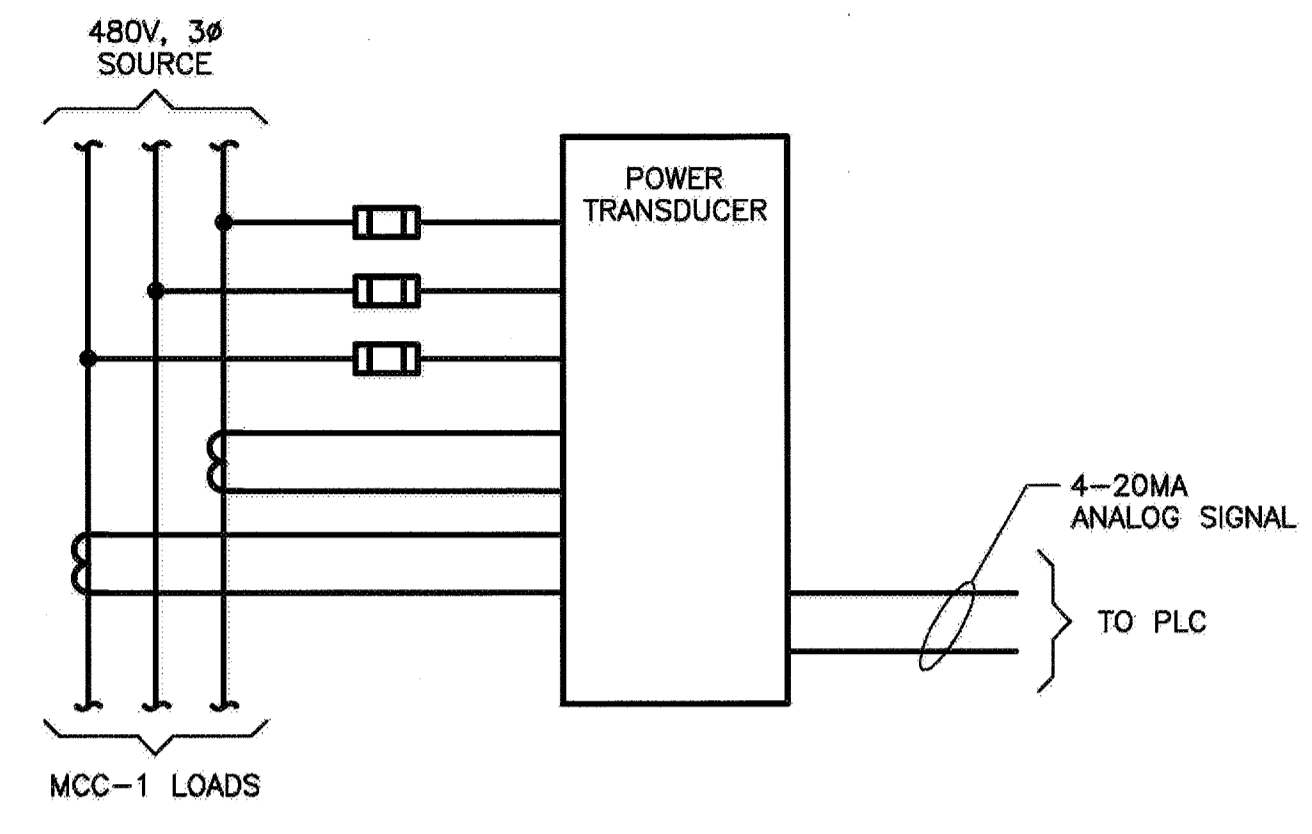 480V, 3ø
SOURCE
POWER
TRANSDUCER
4-20MA
ANALOG SIGNAL
TO PLC
MCC-1 LOADS